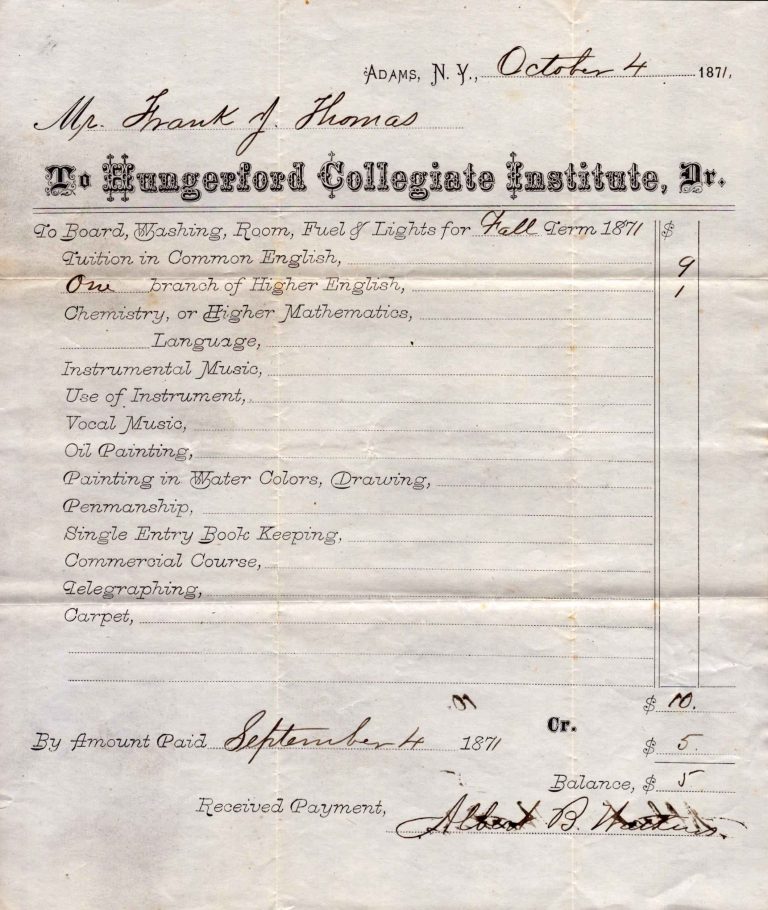 ADAMS, N. Y., October 4 1871,
Mr. Frank J. Thomas
To Hungerford Collegiate Institute, Dr.
To Board, Washing, Room, Fuel & Lights for Fall Term 1871 $
Tuition in Common English, 9
One branch of Higher English, 1
Chemistry, or Higher Mathematics,
Language,
Instrumental Music,
Use of Instrument,
Vocal Music,
Oil Painting,
Painting in Water Colors, Drawing,
Penmanship,
Single Entry Book Keeping,
Commercial Course,
Telegraphing,
Carpet,
$ 10.
Cr.
By Amount Paid September 4 1871 $ 5.
Balance, $ 5
Received Payment, Albert B. Watkins.